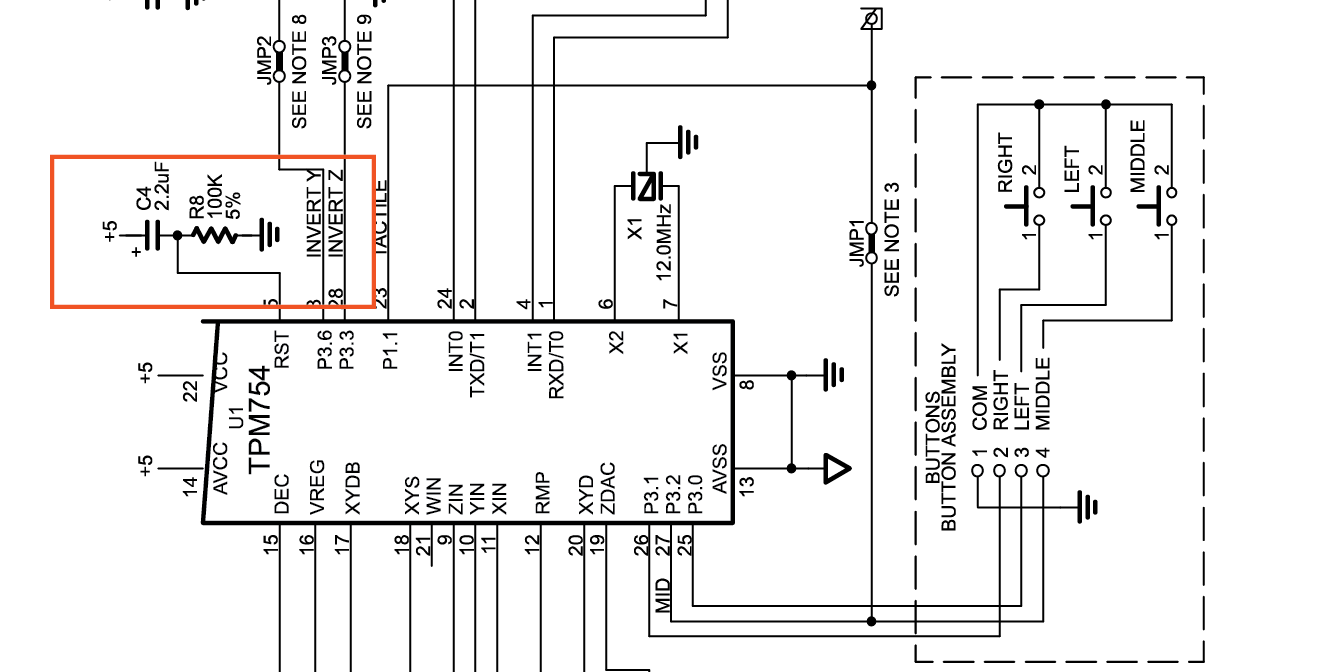 JMP2
SEE NOTE 8
JMP3
SEE NOTE 9
C4
2.2uF
+5
+
R8
100K
5%
INVERT Y
INVERT Z
TACTILE
X1
12.0MHz
JMP1
SEE NOTE 3
RIGHT
2
1
LEFT
2
1
MIDDLE
2
1
5
28
23
24
2
4
1
6
7
RST
P3.6
P3.3
P1.1
INT0
TXD/T1
INT1
RXD/T0
X2
X1
+5
22
VCC
U1
TPM754
VSS
8
+5
14
AVCC
AVSS
13
DEC
VREG
XYDB
XYS
WIN
ZIN
YIN
XIN
RMP
XYD
ZDAC
P3.1
P3.2
P3.0
15
16
17
18
21
9
10
11
12
20
19
26
27
25
MID
BUTTONS
BUTTON ASSEMBLY
COM
RIGHT
LEFT
MIDDLE
1
2
3
4